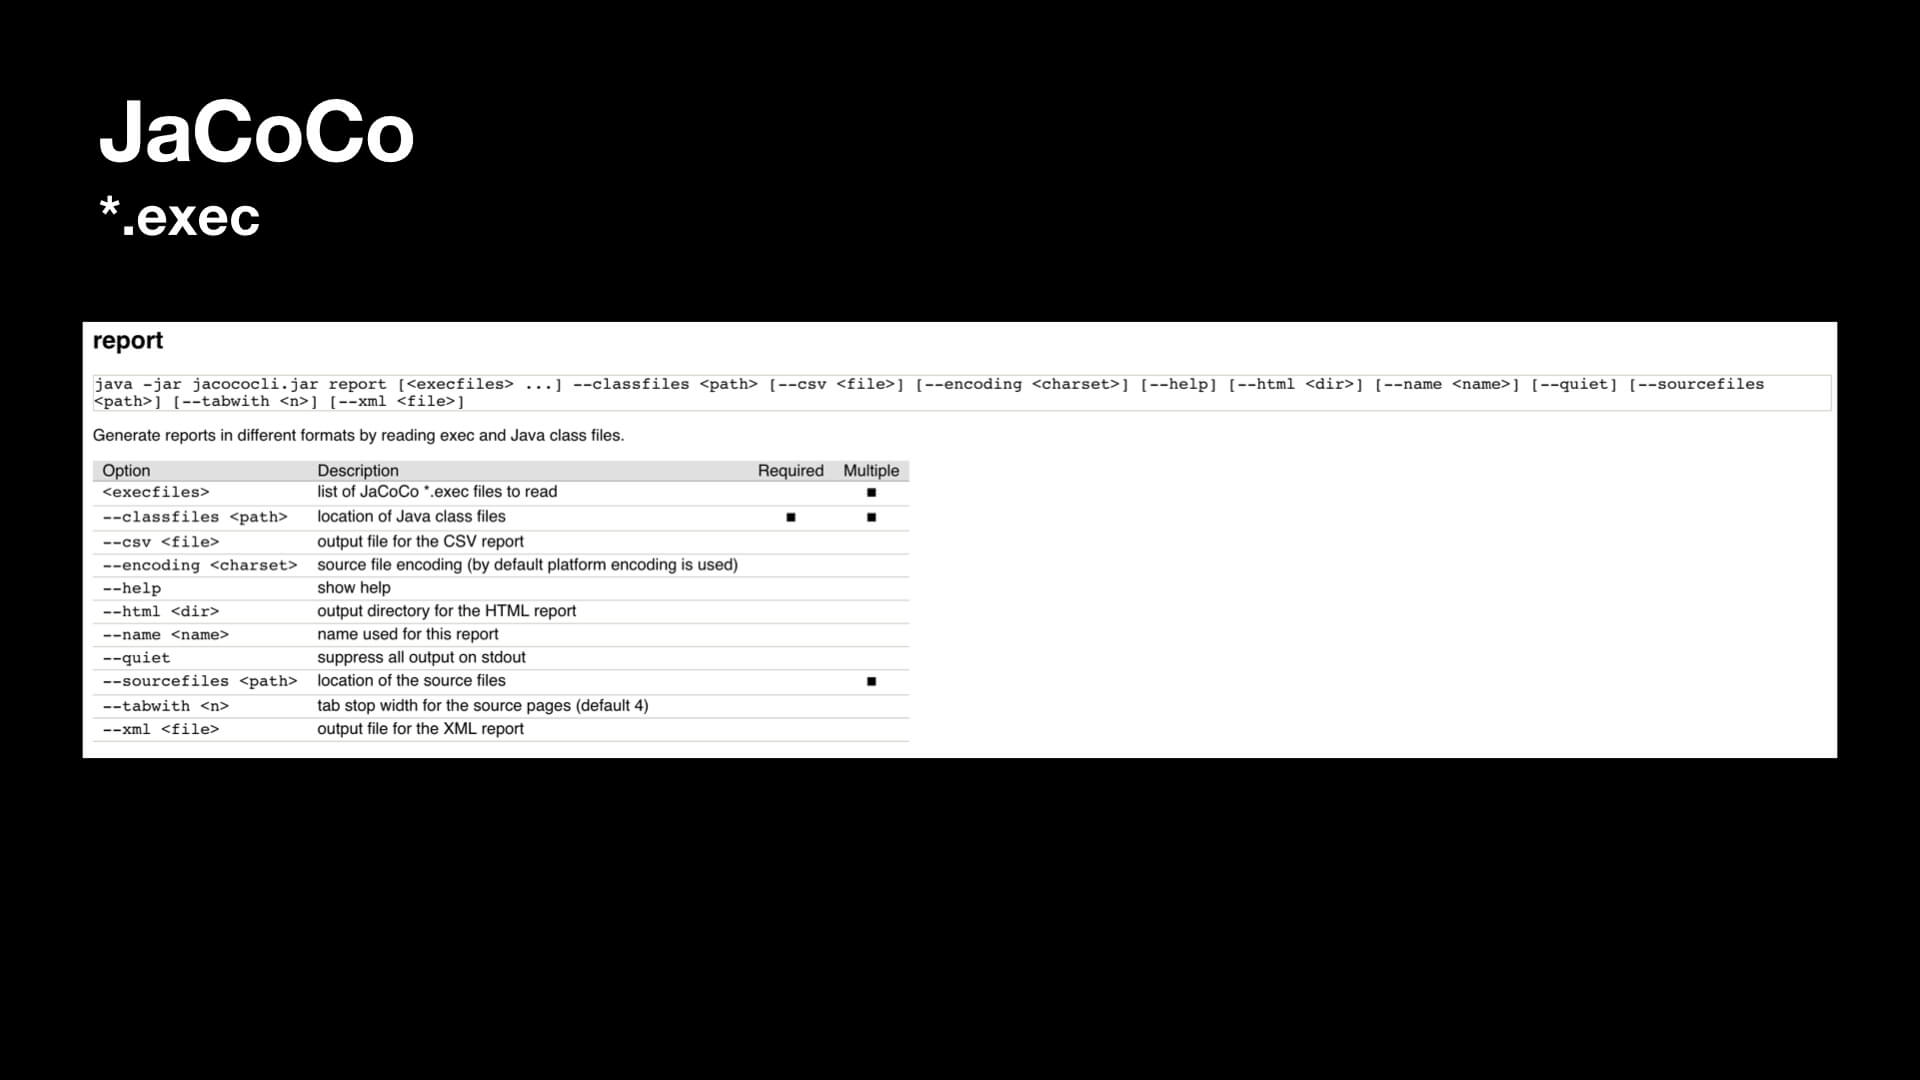 JaCoCo
*.exec
report
java -jar jacococli.jar report [<execfiles> ...] --classfiles <path> [--csv <file>] [--encoding <charset>] [--help] [--html <dir>] [--name <name>] [--quiet] [--sourcefiles
<path>] [--tabwith <n>] [--xml <file>]
Generate reports in different formats by reading exec and Java class files.
Option Description Required Multiple
<execfiles> list of JaCoCo *.exec files to read ■
--classfiles <path> location of Java class files ■ ■
--csv <file> output file for the CSV report
--encoding <charset> source file encoding (by default platform encoding is used)
--help show help
--html <dir> output directory for the HTML report
--name <name> name used for this report
--quiet suppress all output on stdout
--sourcefiles <path> location of the source files ■
--tabwith <n> tab stop width for the source pages (default 4)
--xml <file> output file for the XML report